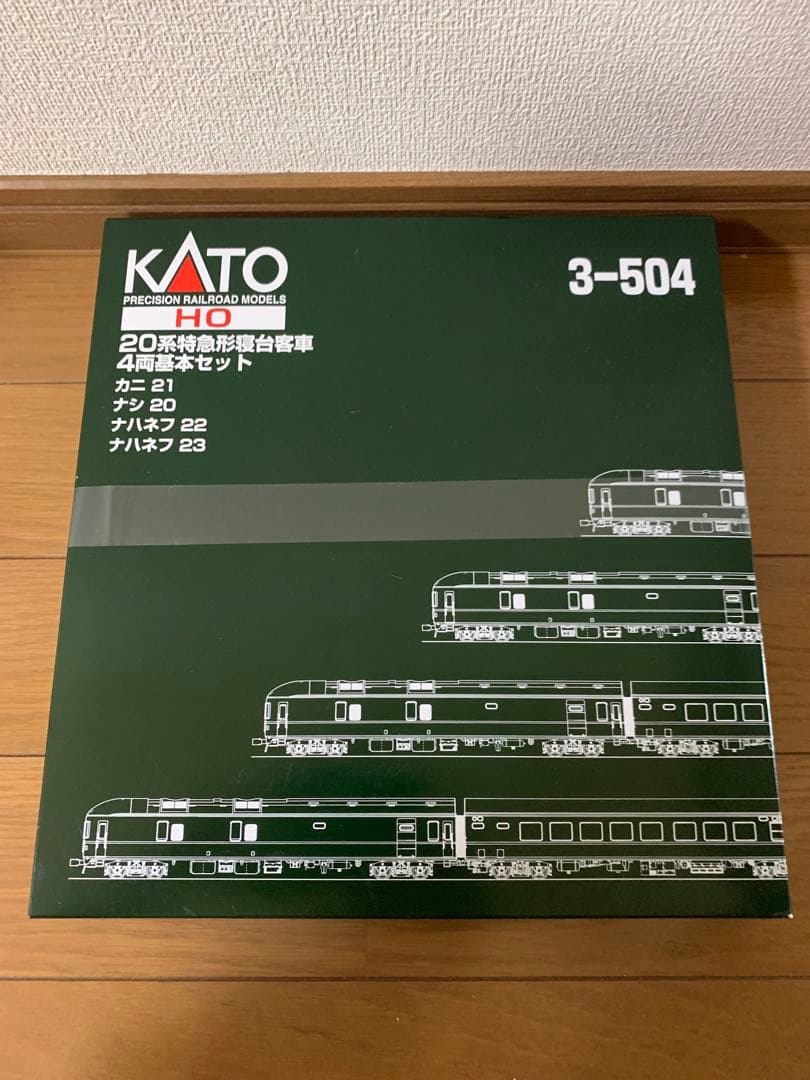 KATO
PRECISION RAILROAD MODELS
HO
3-504
20系特急形寝台客車
4両基本セット
カニ 21
ナシ 20
ナハネフ 22
ナハネフ 23